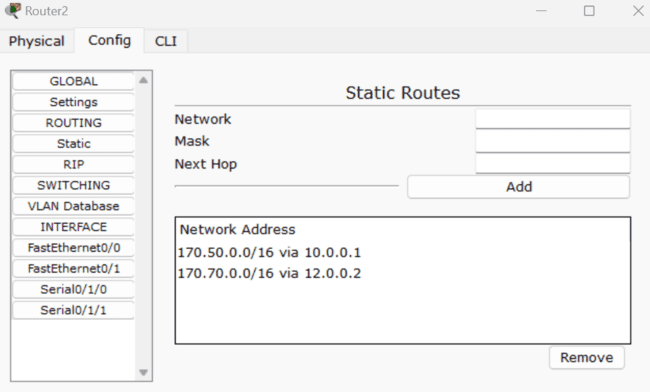 Router2
Physical Config CLI
GLOBAL
Settings
ROUTING
Static
RIP
SWITCHING
VLAN Database
INTERFACE
FastEthernet0/0
FastEthernet0/1
Serial0/1/0
Serial0/1/1
Static Routes
Network
Mask
Next Hop
Add
Network Address
170.50.0.0/16 via 10.0.0.1
170.70.0.0/16 via 12.0.0.2
Remove